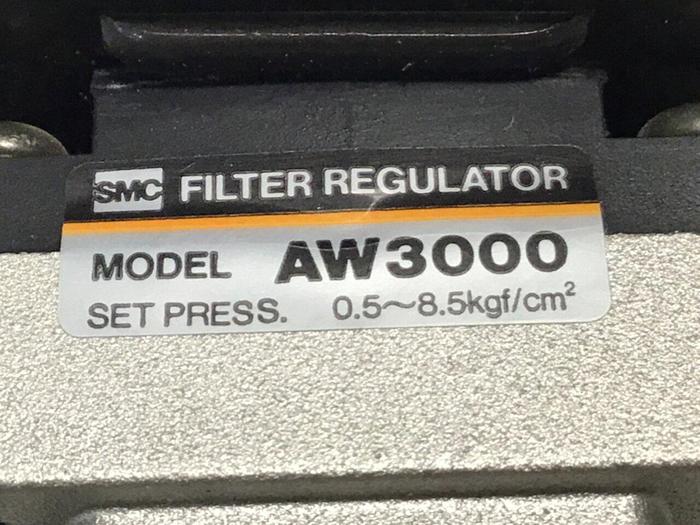 SMC FILTER REGULATOR
MODEL AW3000
SET PRESS. 0.5～8.5kgf/cm²